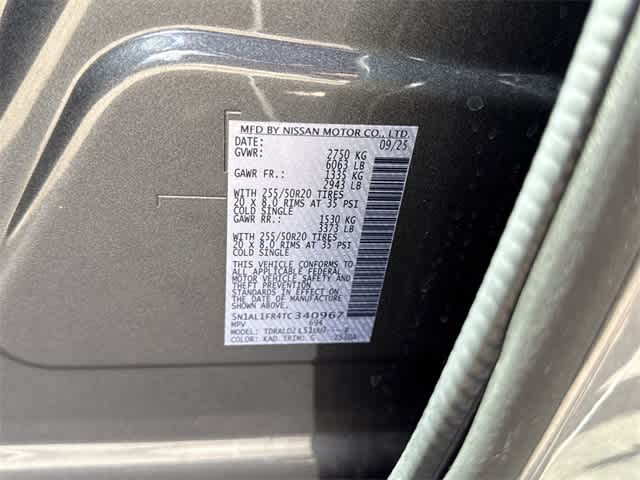 MFD BY NISSAN MOTOR CO., LTD.
DATE: 09/25
GVWR: 2750 KG
6063 LB
GAWR FR.: 1335 KG
2943 LB
WITH 255/50R20 TIRES
20 X 8.0 RIMS AT 35 PSI
COLD SINGLE
GAWR RR.: 1530 KG
3373 LB
WITH 255/50R20 TIRES
20 X 8.0 RIMS AT 35 PSI
COLD SINGLE
THIS VEHICLE CONFORMS TO
ALL APPLICABLE FEDERAL
MOTOR VEHICLE SAFETY AND
THEFT PREVENTION
STANDARDS IN EFFECT ON
THE DATE OF MANUFACTURE
SHOWN ABOVE.
5N1AL1FR4TC340967
MPV 694
MODEL:
COLOR: KAD TRIM: G